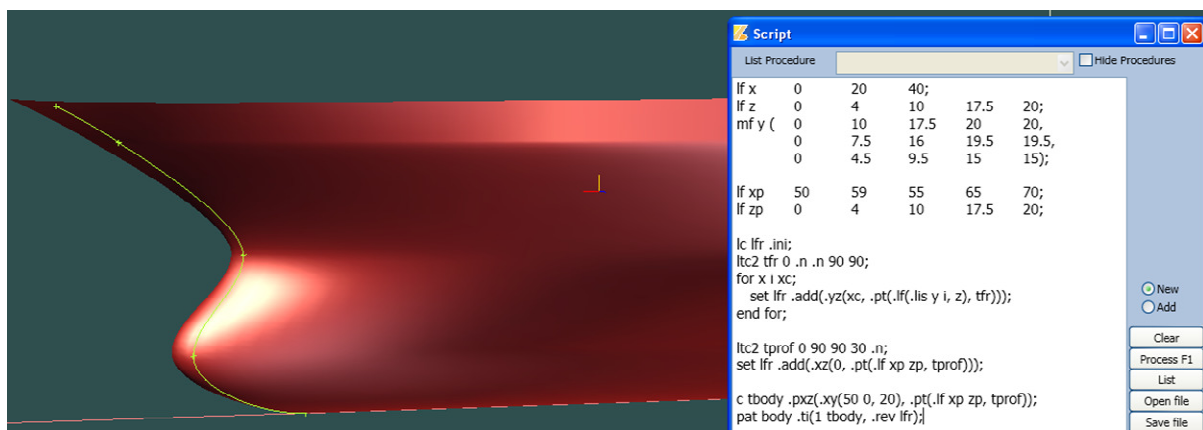 Script
List Procedure
Hide Procedures
lf x 0 20 40;
lf z 0 4 10 17.5 20;
mf y ( 0 10 17.5 20 20,
0 7.5 16 19.5 19.5,
0 4.5 9.5 15 15);
lf xp 50 59 55 65 70;
lf zp 0 4 10 17.5 20;
lc lfr .ini;
ltc2 tfr 0 .n .n 90 90;
for x i xc;
set lfr .add(.yz(xc, .pt(.lf(.lis y i, z), tfr)));
end for;
ltc2 tprof 0 90 90 30 .n;
set lfr .add(.xz(0, .pt(.lf xp zp, tprof)));
c tbody .pxz(.xy(50 0, 20), .pt(.lf xp zp, tprof));
pat body .ti(1 tbody, .rev lfr);
New
Add
Clear
Process F1
List
Open file
Save file